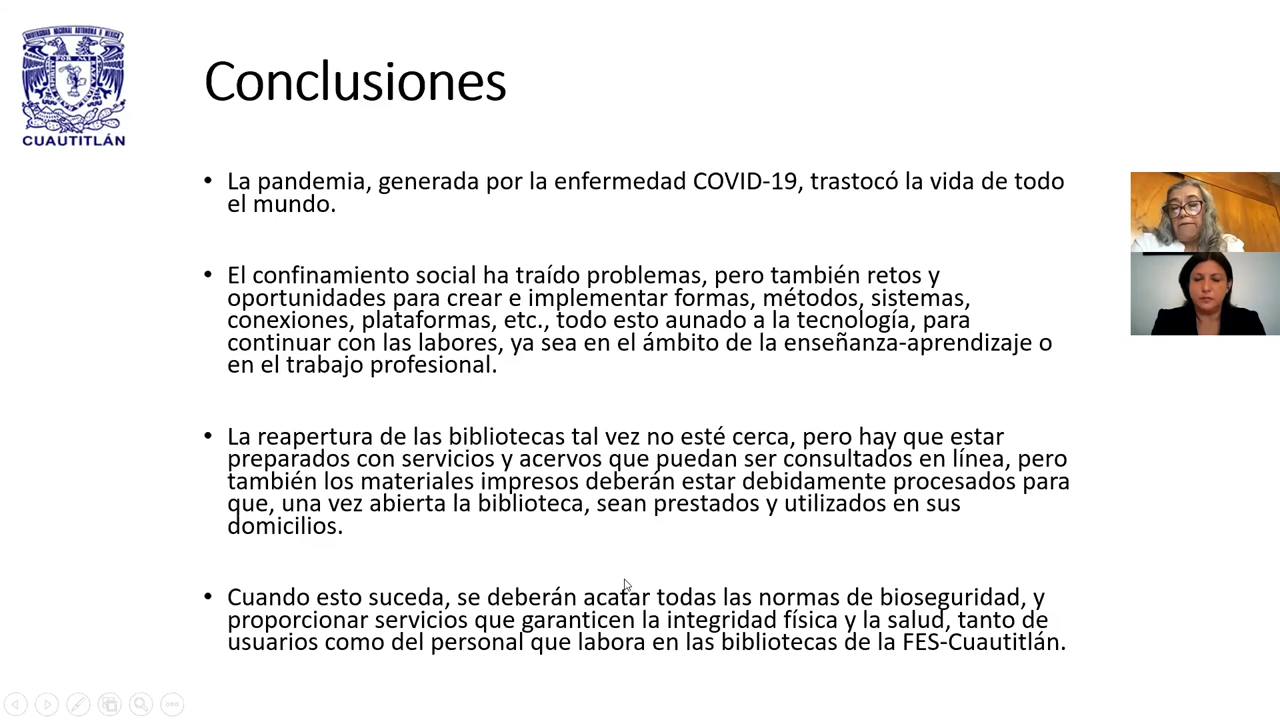 UNIVERSIDAD NACIONAL AUTÓNOMA DE MÉXICO
CUAUTITLÁN
Conclusiones
• La pandemia, generada por la enfermedad COVID-19, trastocó la vida de todo
el mundo.
• El confinamiento social ha traído problemas, pero también retos y
oportunidades para crear e implementar formas, métodos, sistemas,
conexiones, plataformas, etc., todo esto aunado a la tecnología, para
continuar con las labores, ya sea en el ámbito de la enseñanza-aprendizaje o
en el trabajo profesional.
• La reapertura de las bibliotecas tal vez no esté cerca, pero hay que estar
preparados con servicios y acervos que puedan ser consultados en línea, pero
también los materiales impresos deberán estar debidamente procesados para
que, una vez abierta la biblioteca, sean prestados y utilizados en sus
domicilios.
• Cuando esto suceda, se deberán acatar todas las normas de bioseguridad, y
proporcionar servicios que garanticen la integridad física y la salud, tanto de
usuarios como del personal que labora en las bibliotecas de la FES-Cuautitlán.